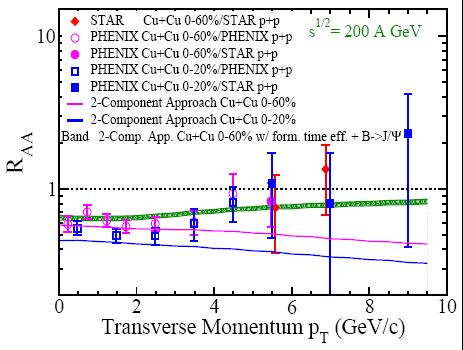 STAR Cu+Cu 0-60%/STAR p+p
PHENIX Cu+Cu 0-60%/PHENIX p+p
PHENIX Cu+Cu 0-60%/STAR p+p
PHENIX Cu+Cu 0-20%/PHENIX p+p
PHENIX Cu+Cu 0-20%/STAR p+p
2-Component Approach Cu+Cu 0-60%
2-Component Approach Cu+Cu 0-20%
Band 2-Comp. App. Cu+Cu 0-60% w/ form. time eff. + B->J/Ψ
s^1/2= 200 A GeV
10
1
R_AA
0 2 4 6 8 10
Transverse Momentum p_T (GeV/c)